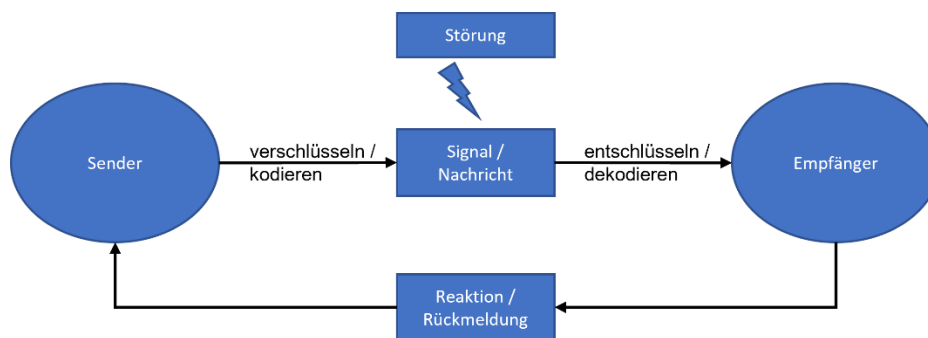 Störung
Sender
verschlüsseln /
kodieren
Signal /
Nachricht
entschlüsseln /
dekodieren
Empfänger
Reaktion /
Rückmeldung